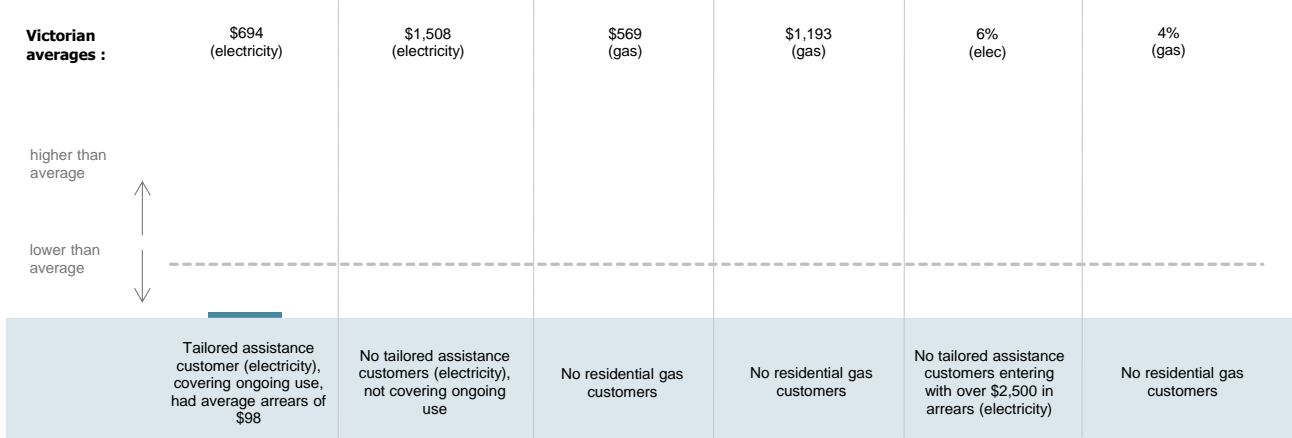 Victorian
averages :
$694
(electricity)
$1,508
(electricity)
$569
(gas)
$1,193
(gas)
6%
(elec)
4%
(gas)
higher than
average
lower than
average
Tailored assistance
customer (electricity),
covering ongoing use,
had average arrears of
$98
No tailored assistance
customers (electricity),
not covering ongoing
use
No residential gas
customers
No residential gas
customers
No tailored assistance
customers entering
with over $2,500 in
arrears (electricity)
No residential gas
customers